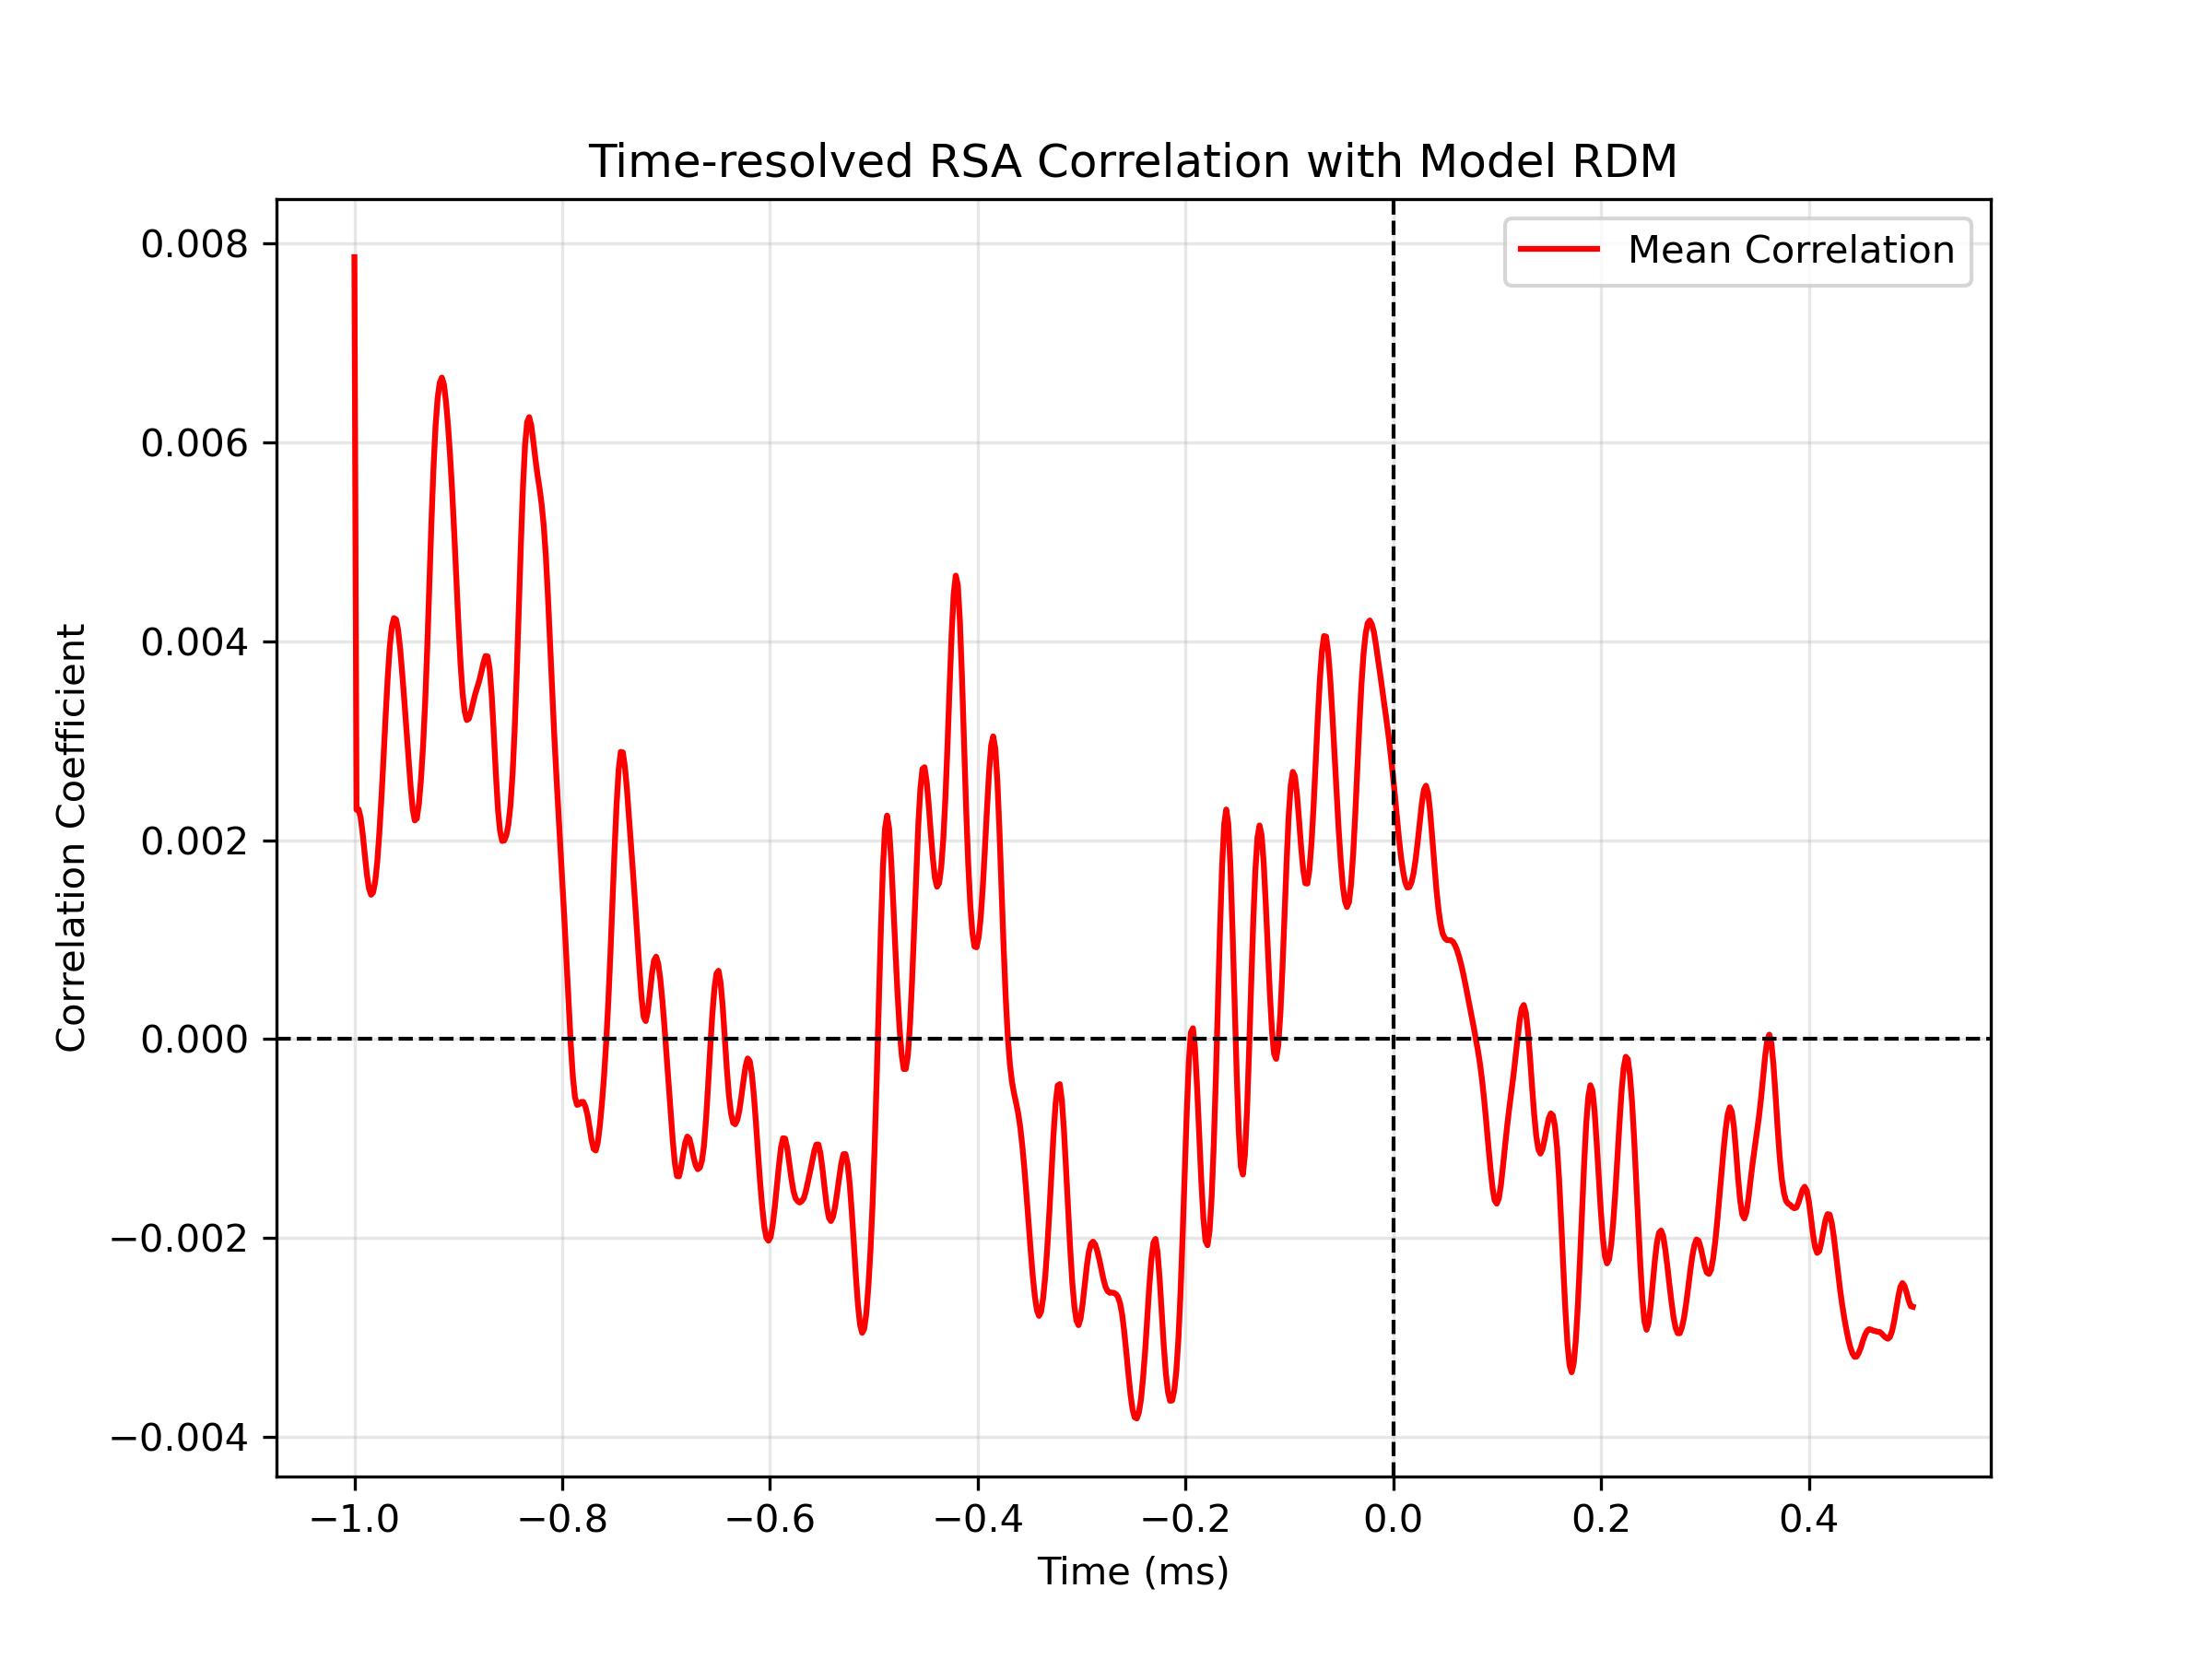 Time-resolved RSA Correlation with Model RDM
Mean Correlation
Correlation Coefficient
0.008
0.006
0.004
0.002
0.000
−0.002
−0.004
−1.0 −0.8 −0.6 −0.4 −0.2 0.0 0.2 0.4
Time (ms)